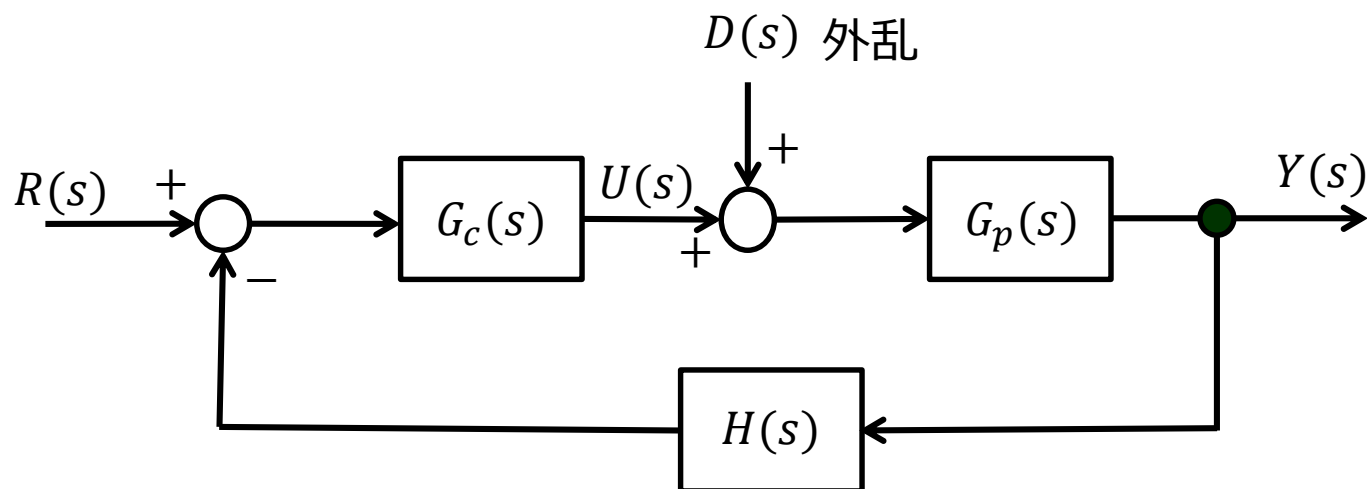 D(s) 外乱
+
R(s)
+
G_c(s)
U(s)
+
G_p(s)
Y(s)
−
H(s)